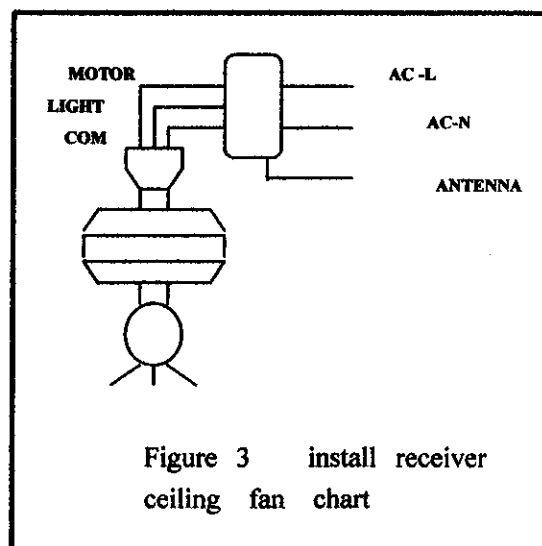 MOTOR
AC -L
LIGHT
AC-N
COM
ANTENNA
Figure 3 install receiver
ceiling fan chart